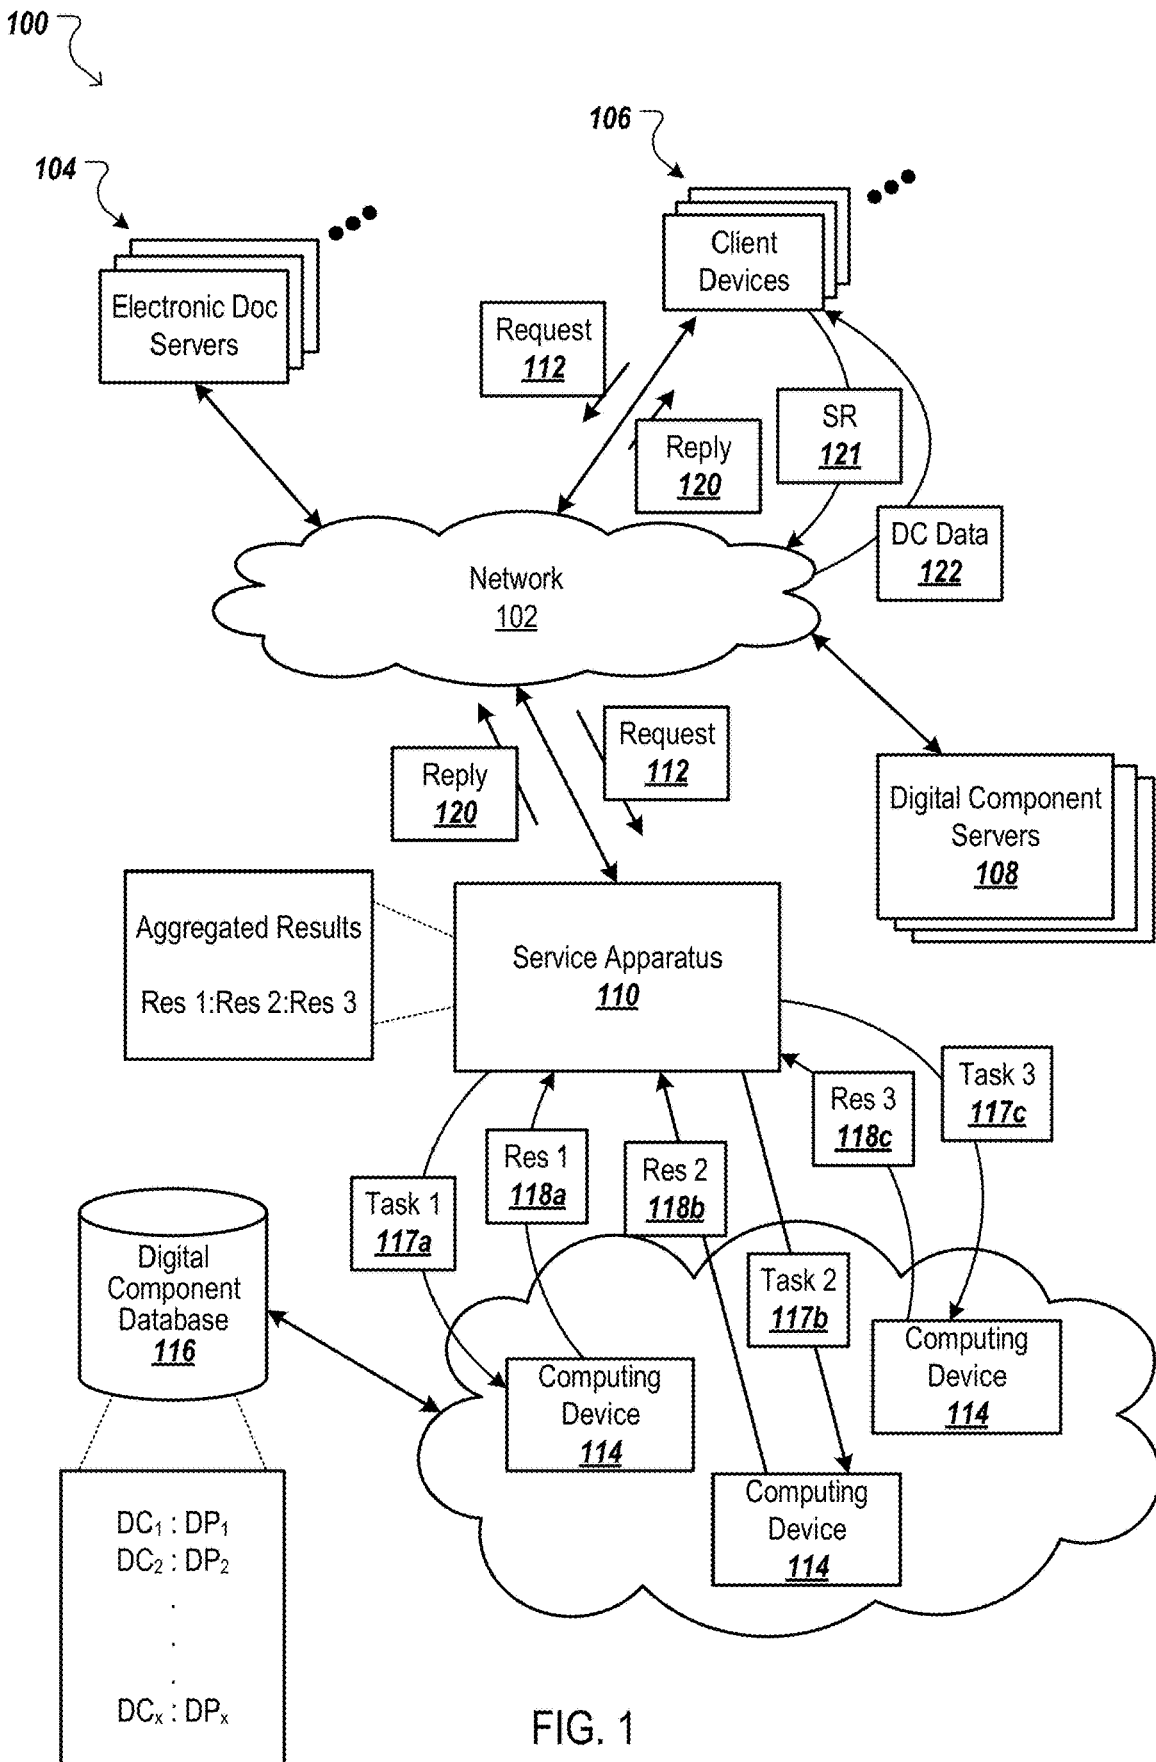 100
106
104
Client
Devices
Electronic Doc
Servers
Request
112
SR
121
Reply
120
DC Data
122
Network
102
Request
112
Reply
120
Digital Component
Servers
108
Aggregated Results
Res 1:Res 2:Res 3
Service Apparatus
110
Task 3
117c
Res 3
118c
Res 1
118a
Res 2
118b
Task 1
117a
Digital
Component
Database
116
Task 2
117b
Computing
Device
114
Computing
Device
114
Computing
Device
114
DC₁ : DP₁
DC₂ : DP₂
.
.
.
DCₓ : DPₓ
FIG. 1